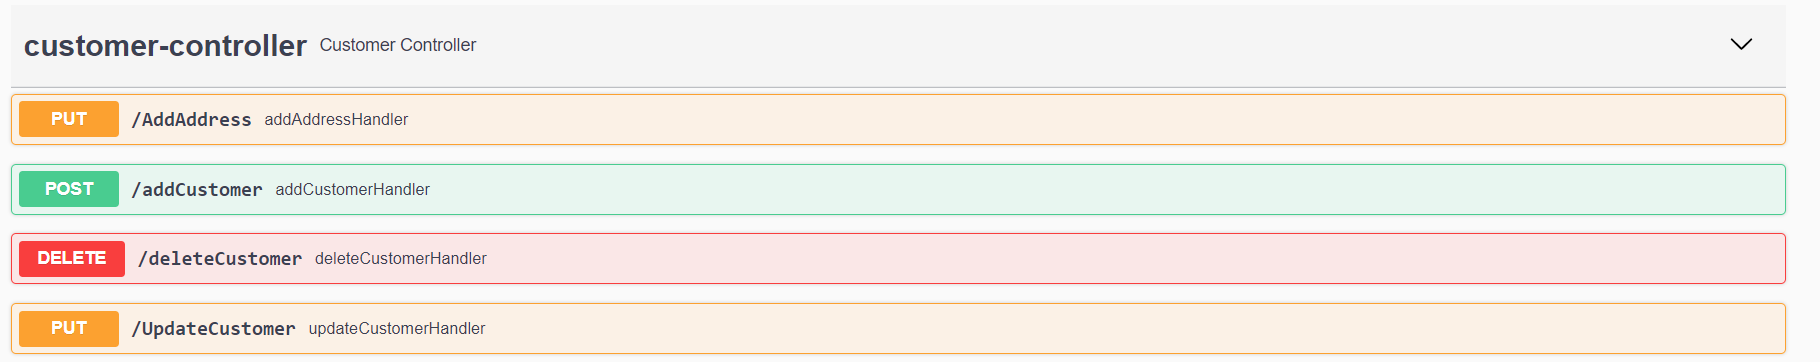 customer-controller Customer Controller
PUT /AddAddress addAddressHandler
POST /addCustomer addCustomerHandler
DELETE /deleteCustomer deleteCustomerHandler
PUT /UpdateCustomer updateCustomerHandler